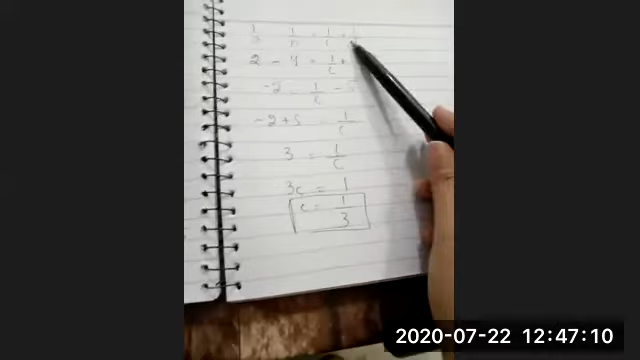 2 - 4 = 1/c +
-2 = 1/c - 5
-2 + 5 = 1/c
3 = 1/c
3c = 1
c = 1/3
2020-07-22 12:47:10